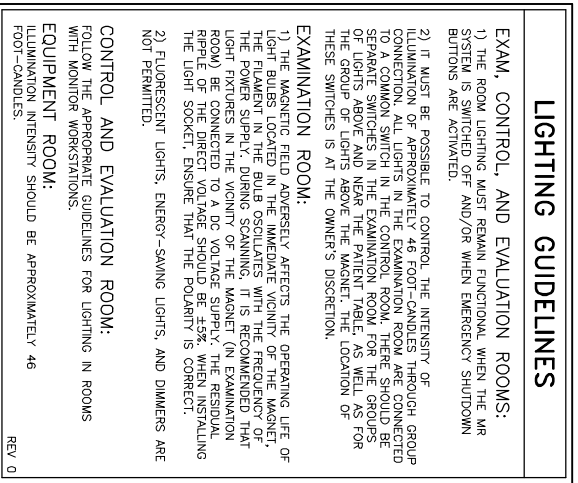 LIGHTING GUIDELINES
EXAM, CONTROL, AND EVALUATION ROOMS:
1) THE ROOM LIGHTING MUST REMAIN FUNCTIONAL WHEN THE MR
SYSTEM IS SWITCHED OFF AND/OR WHEN EMERGENCY SHUTDOWN
BUTTONS ARE ACTIVATED.
2) IT MUST BE POSSIBLE TO CONTROL THE INTENSITY OF
ILLUMINATION OF APPROXIMATELY 46 FOOT-CANDLES THROUGH GROUP
CONNECTION. ALL LIGHTS IN THE EXAMINATION ROOM ARE CONNECTED
TO A COMMON SWITCH IN THE CONTROL ROOM. THERE SHOULD BE
SEPARATE SWITCHES IN THE EXAMINATION ROOM FOR THE GROUPS
OF LIGHTS ABOVE AND NEAR THE PATIENT TABLE, AS WELL AS FOR
THE GROUP OF LIGHTS ABOVE THE MAGNET. THE LOCATION OF
THESE SWITCHES IS AT THE OWNER'S DISCRETION.
EXAMINATION ROOM:
1) THE MAGNETIC FIELD ADVERSELY AFFECTS THE OPERATING LIFE OF
LIGHT BULBS LOCATED IN THE IMMEDIATE VICINITY OF THE MAGNET,
THE FILAMENT IN THE BULB OSCILLATES WITH THE FREQUENCY OF
THE POWER SUPPLY. DURING SCANNING, IT IS RECOMMENDED THAT
LIGHT FIXTURES IN THE VICINITY OF THE MAGNET (IN EXAMINATION
ROOM) BE CONNECTED TO A DC VOLTAGE SUPPLY. THE RESIDUAL
RIPPLE OF THE DIRECT VOLTAGE SHOULD BE ±5%. WHEN INSTALLING
THE LIGHT SOCKET, ENSURE THAT THE POLARITY IS CORRECT.
2) FLUORESCENT LIGHTS, ENERGY-SAVING LIGHTS, AND DIMMERS ARE
NOT PERMITTED.
CONTROL AND EVALUATION ROOM:
FOLLOW THE APPROPRIATE GUIDELINES FOR LIGHTING IN ROOMS
WITH MONITOR WORKSTATIONS.
EQUIPMENT ROOM:
ILLUMINATION INTENSITY SHOULD BE APPROXIMATELY 46
FOOT-CANDLES.
REV 0